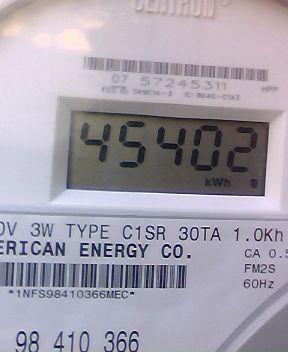 CENTRON
07 57245311
HPP
45402
kWh
0V 3W TYPE C1SR 30TA 1.0Kh
ERICAN ENERGY CO.
CA 0.5
*1NFS98410366MEC*
FM2S
60Hz
98 410 366